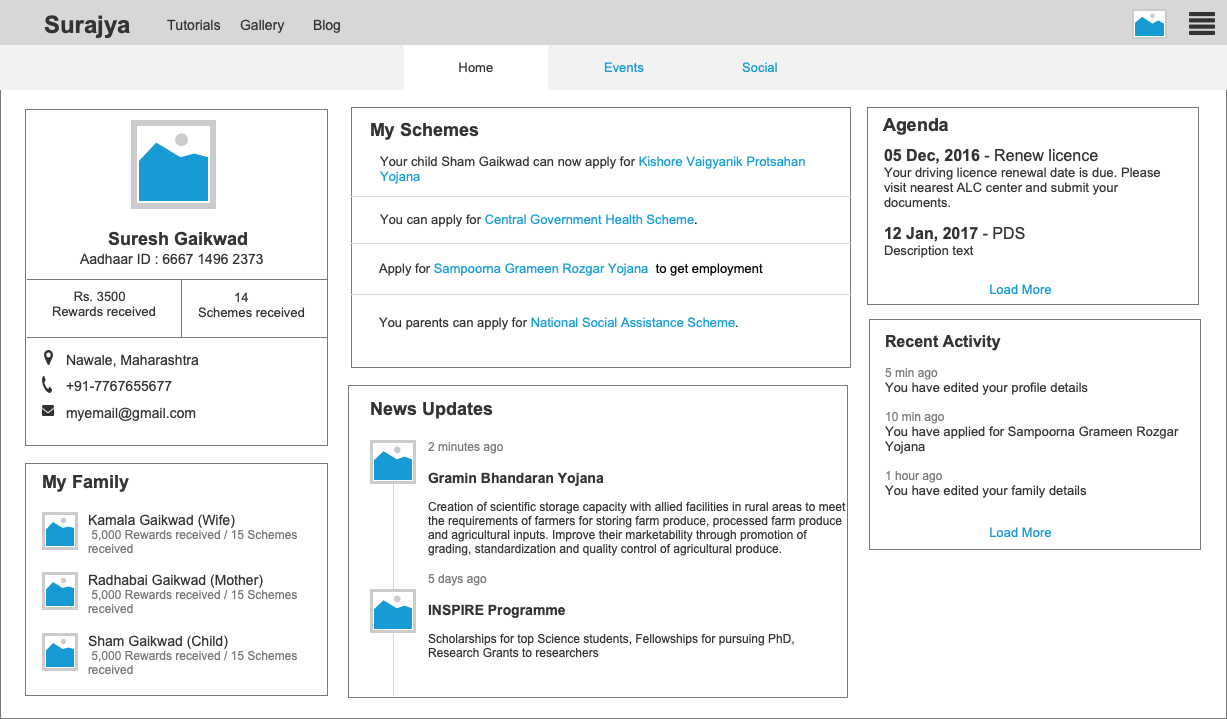 Surajya
Tutorials
Gallery
Blog
Home
Events
Social
Suresh Gaikwad
Aadhaar ID : 6667 1496 2373
Rs. 3500
Rewards received
14
Schemes received
Nawale, Maharashtra
+91-7767655677
myemail@gmail.com
My Family
Kamala Gaikwad (Wife)
5,000 Rewards received / 15 Schemes
received
Radhabai Gaikwad (Mother)
5,000 Rewards received / 15 Schemes
received
Sham Gaikwad (Child)
5,000 Rewards received / 15 Schemes
received
My Schemes
Your child Sham Gaikwad can now apply for Kishore Vaigyanik Protsahan
Yojana
You can apply for Central Government Health Scheme.
Apply for Sampoorna Grameen Rozgar Yojana to get employment
You parents can apply for National Social Assistance Scheme.
News Updates
2 minutes ago
Gramin Bhandaran Yojana
Creation of scientific storage capacity with allied facilities in rural areas to meet
the requirements of farmers for storing farm produce, processed farm produce
and agricultural inputs. Improve their marketability through promotion of
grading, standardization and quality control of agricultural produce.
5 days ago
INSPIRE Programme
Scholarships for top Science students, Fellowships for pursuing PhD,
Research Grants to researchers
Agenda
05 Dec, 2016 - Renew licence
Your driving licence renewal date is due. Please
visit nearest ALC center and submit your
documents.
12 Jan, 2017 - PDS
Description text
Load More
Recent Activity
5 min ago
You have edited your profile details
10 min ago
You have applied for Sampoorna Grameen Rozgar
Yojana
1 hour ago
You have edited your family details
Load More